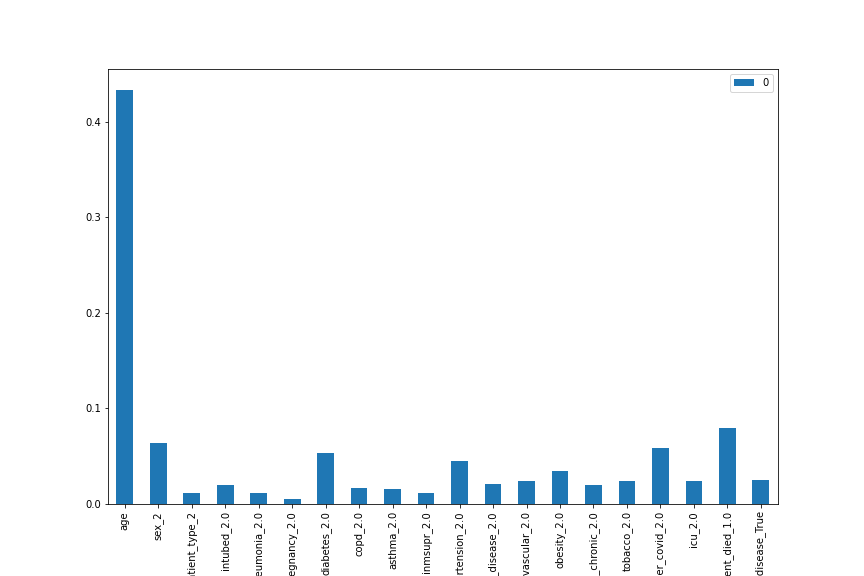 0
0.4
0.3
0.2
0.1
0.0
age
sex_2
tient_type_2
intubed_2.0
eumonia_2.0
egnancy_2.0
diabetes_2.0
copd_2.0
asthma_2.0
inmsupr_2.0
rtension_2.0
_disease_2.0
vascular_2.0
obesity_2.0
_chronic_2.0
tobacco_2.0
er_covid_2.0
icu_2.0
ent_died_1.0
disease_True